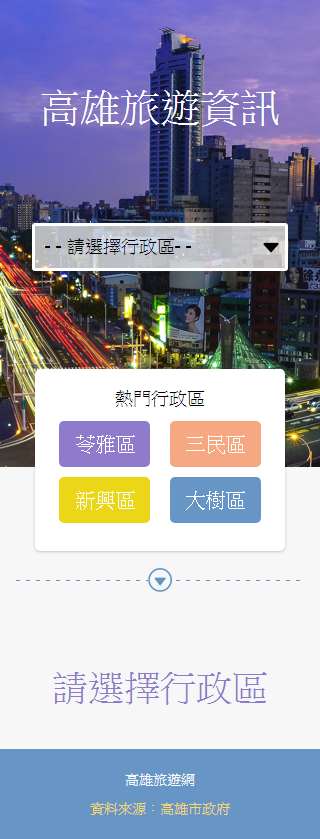 高雄旅遊資訊
- - 請選擇行政區- -
熱門行政區
苓雅區
三民區
新興區
大樹區
請選擇行政區
高雄旅遊網
資料來源：高雄市政府